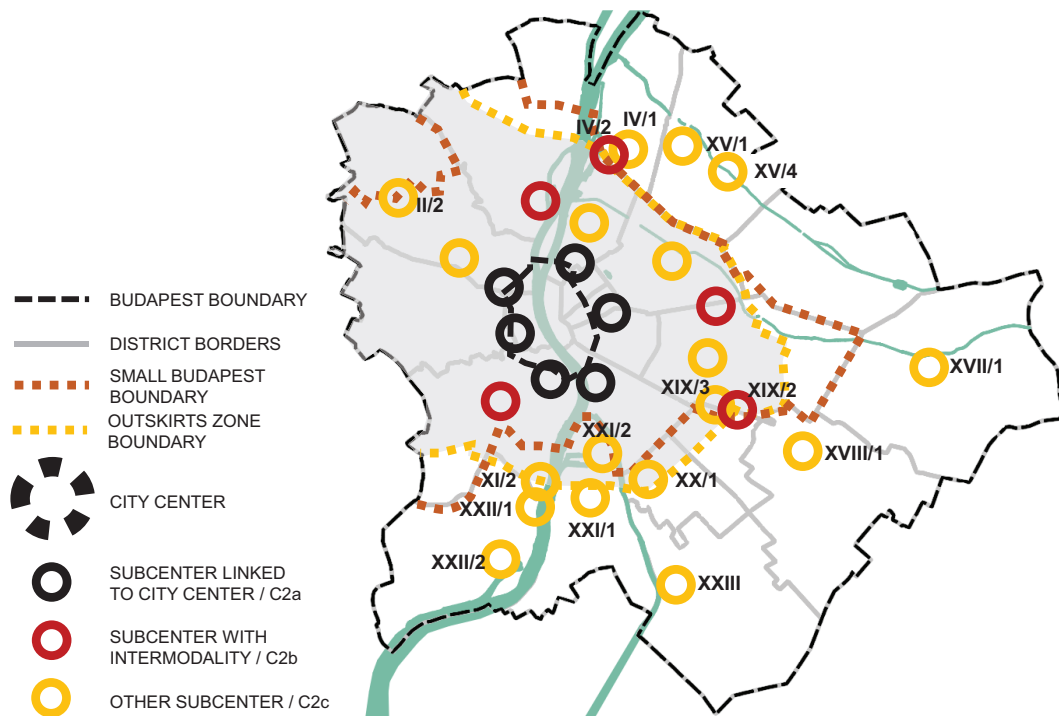 IV/2
IV/1
XV/1
XV/4
II/2
XVII/1
XIX/3
XIX/2
XVIII/1
XXI/2
XI/2
XX/1
XXII/1
XXI/1
XXII/2
XXIII
BUDAPEST BOUNDARY
DISTRICT BORDERS
SMALL BUDAPEST
BOUNDARY
OUTSKIRTS ZONE
BOUNDARY
CITY CENTER
SUBCENTER LINKED
TO CITY CENTER / C2a
SUBCENTER WITH
INTERMODALITY / C2b
OTHER SUBCENTER / C2c